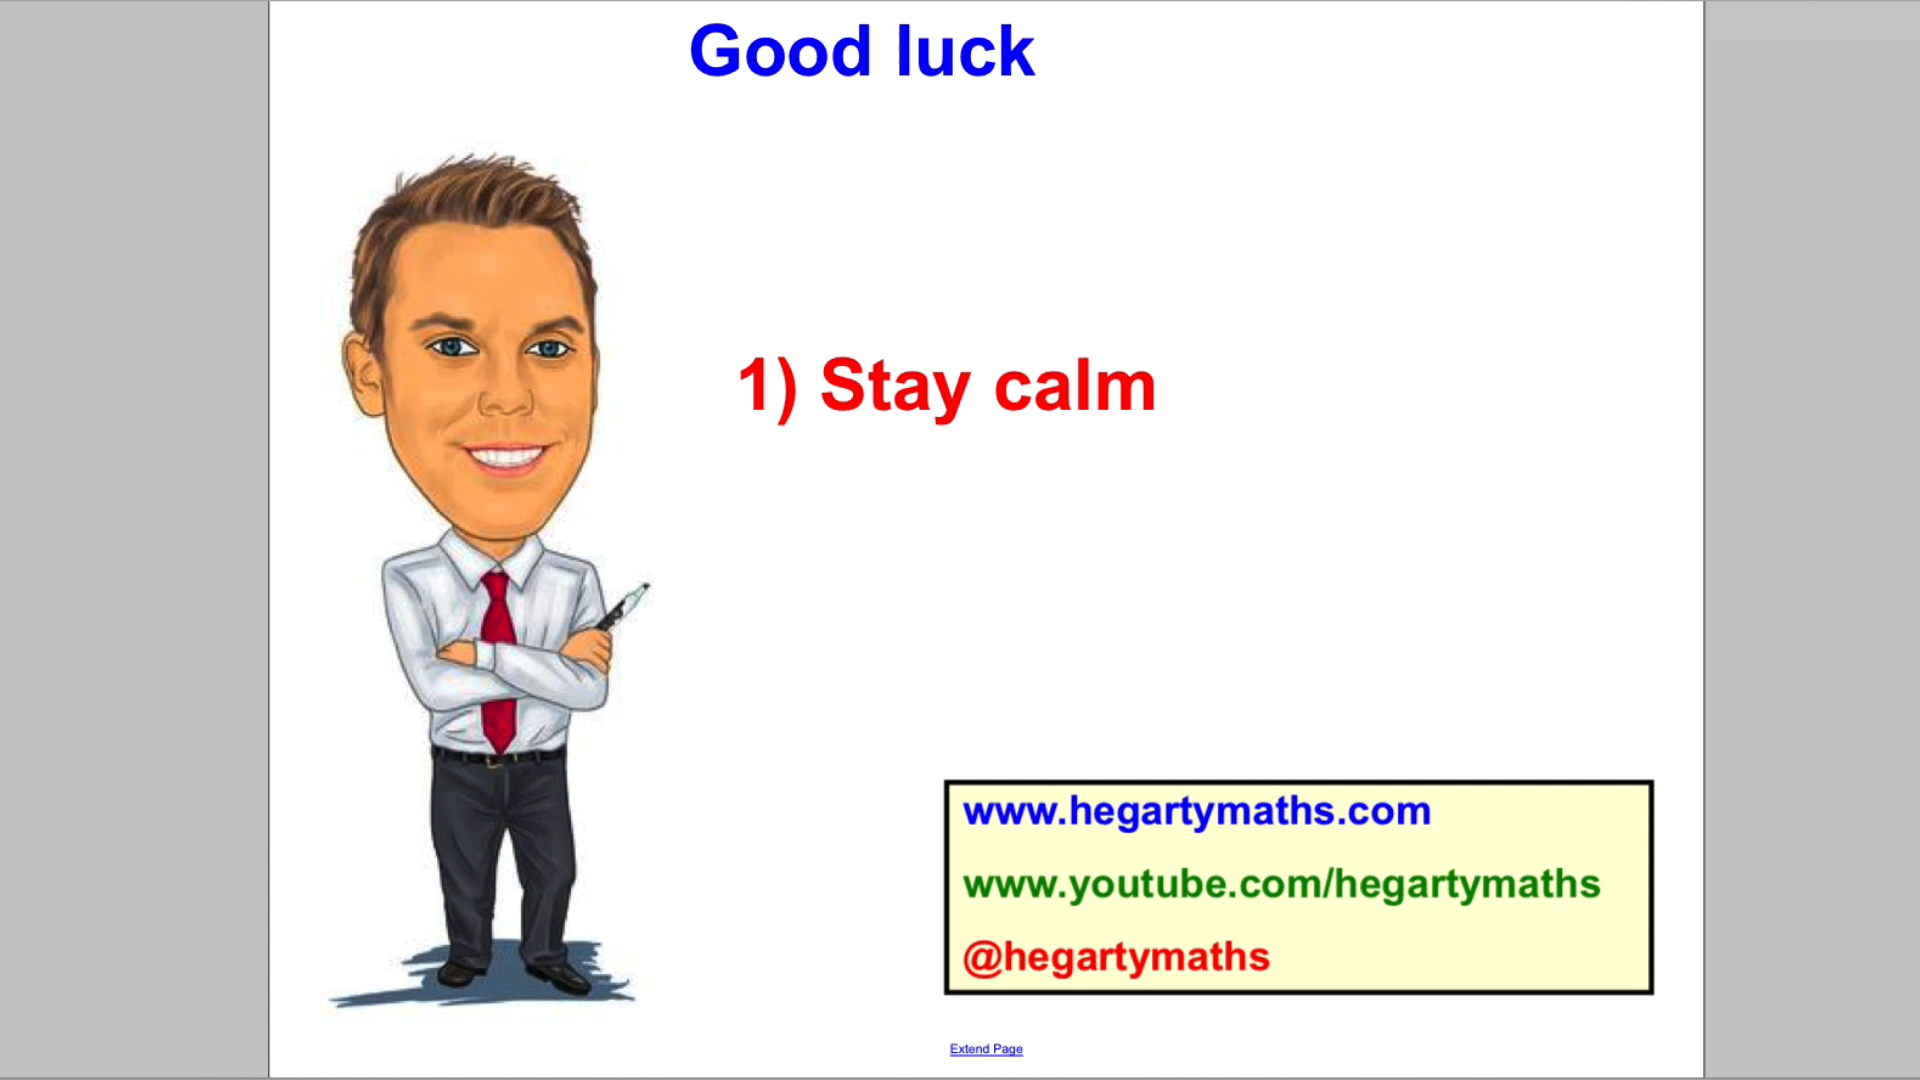 Good luck
1) Stay calm
www.hegartymaths.com
www.youtube.com/hegartymaths
@hegartymaths
Extend Page